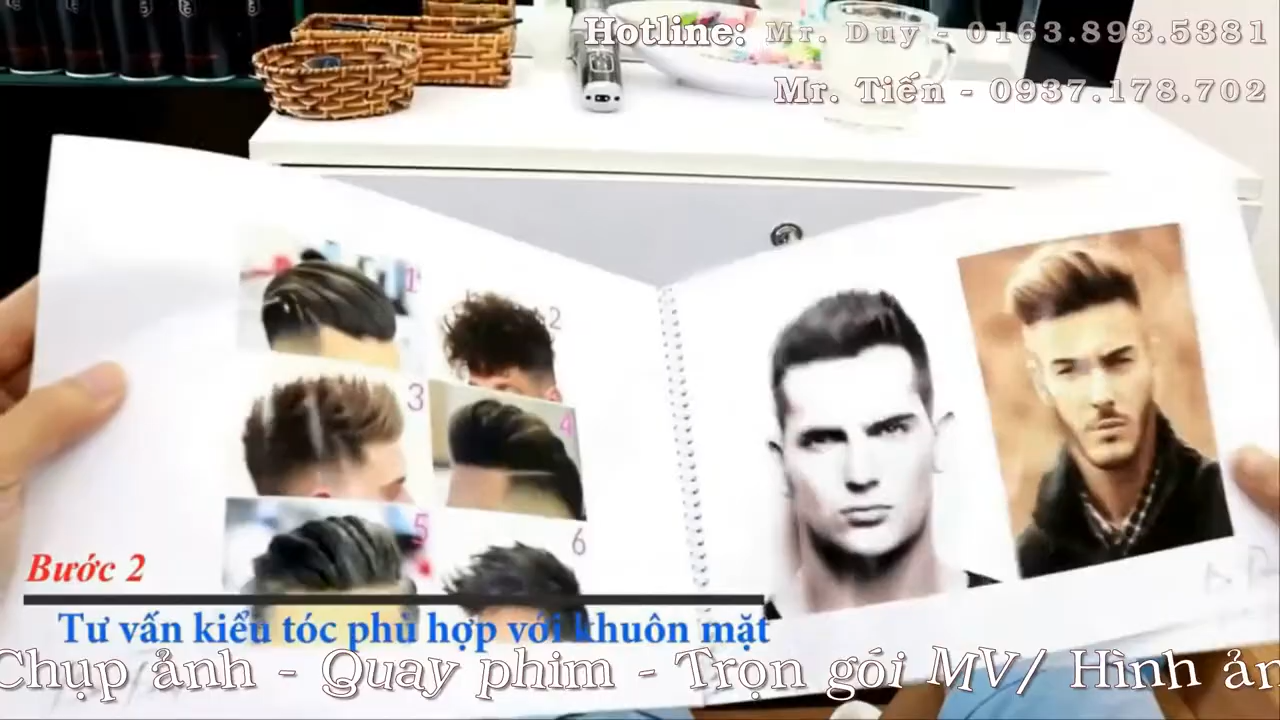 Hotline: Mr. Duy - 0163.893.5381
Mr. Tiến - 0937.178.702
1
2
3
4
5
6
Bước 2
Tư vấn kiểu tóc phù hợp với khuôn mặt
Chụp ảnh - Quay phim - Trọn gói MV/ Hình ản